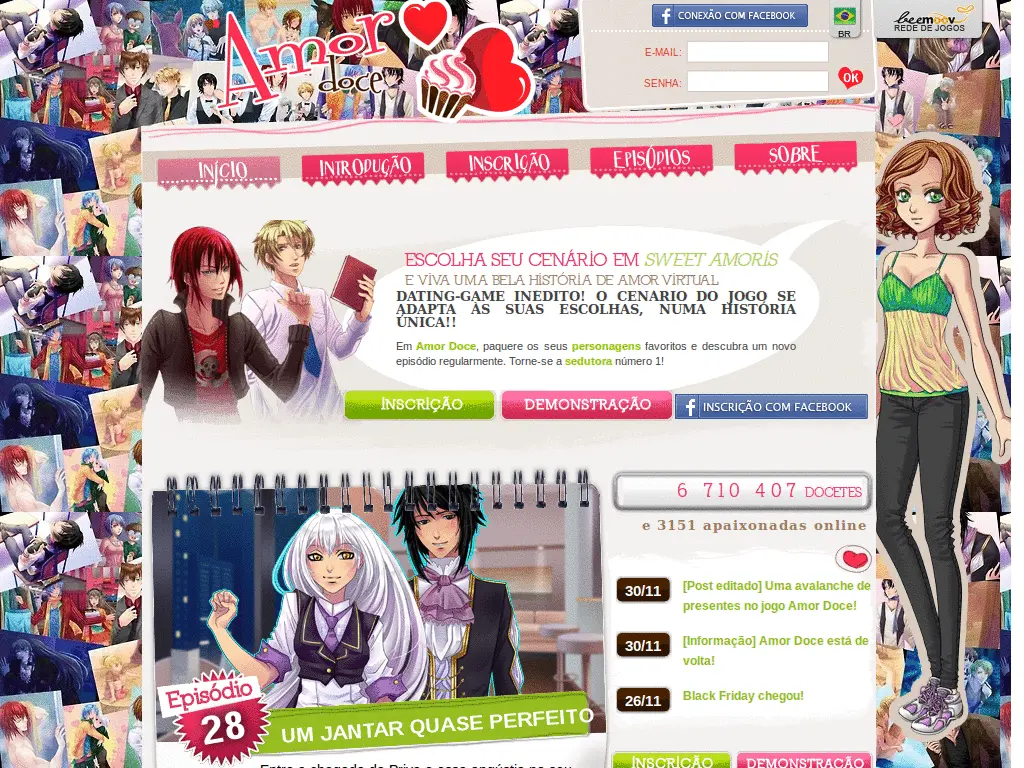 Amor
doce
CONEXÃO COM FACEBOOK
BR
beemoov
REDE DE JOGOS
E-MAIL:
SENHA:
OK
INÍCIO
INTRODUÇÃO
INSCRIÇÃO
EPISÓDIOS
SOBRE
ESCOLHA SEU CENÁRIO EM SWEET AMORIS
E VIVA UMA BELA HISTÓRIA DE AMOR VIRTUAL
DATING-GAME INEDITO! O CENARIO DO JOGO SE
ADAPTA ÀS SUAS ESCOLHAS, NUMA HISTÓRIA
ÚNICA!!
Em Amor Doce, paquere os seus personagens favoritos e descubra um novo
episódio regularmente. Torne-se a sedutora número 1!
INSCRIÇÃO
DEMONSTRAÇÃO
INSCRIÇÃO COM FACEBOOK
6 710 407 DOCETES
e 3151 apaixonadas online
30/11
[Post editado] Uma avalanche de
presentes no jogo Amor Doce!
30/11
[Informação] Amor Doce está de
volta!
26/11
Black Friday chegou!
Episódio
28
UM JANTAR QUASE PERFEITO
INSCRIÇÃO
DEMONSTRAÇÃO